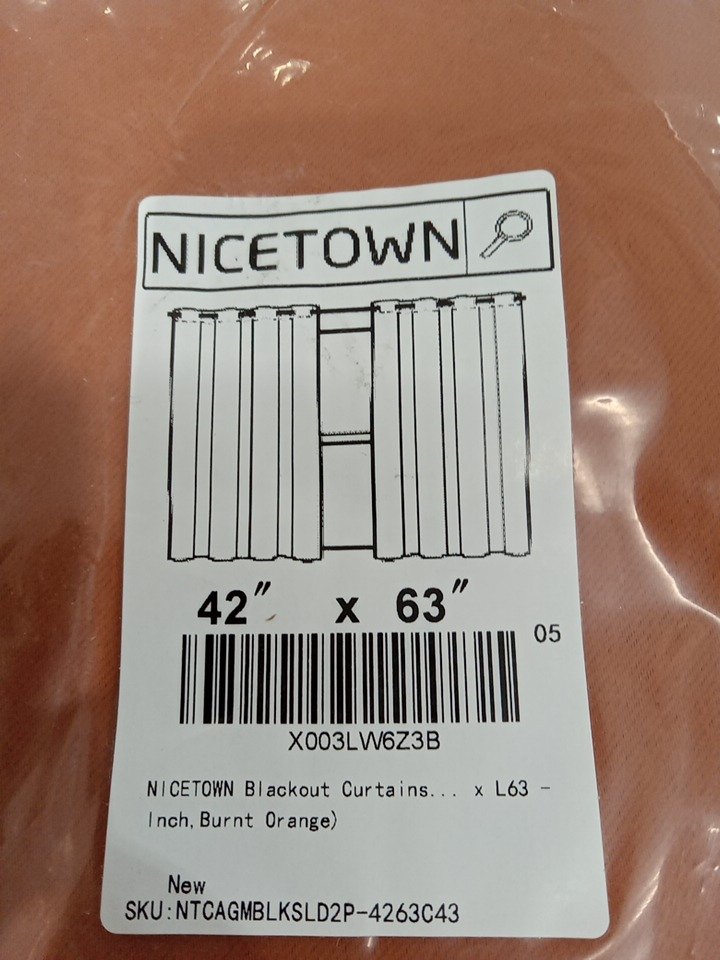 NICETOWN
42″ x 63″
05
X003LW6Z3B
NICETOWN Blackout Curtains... x L63 -
Inch,Burnt Orange)
New
SKU:NTCAGMBLKSLD2P-4263C43